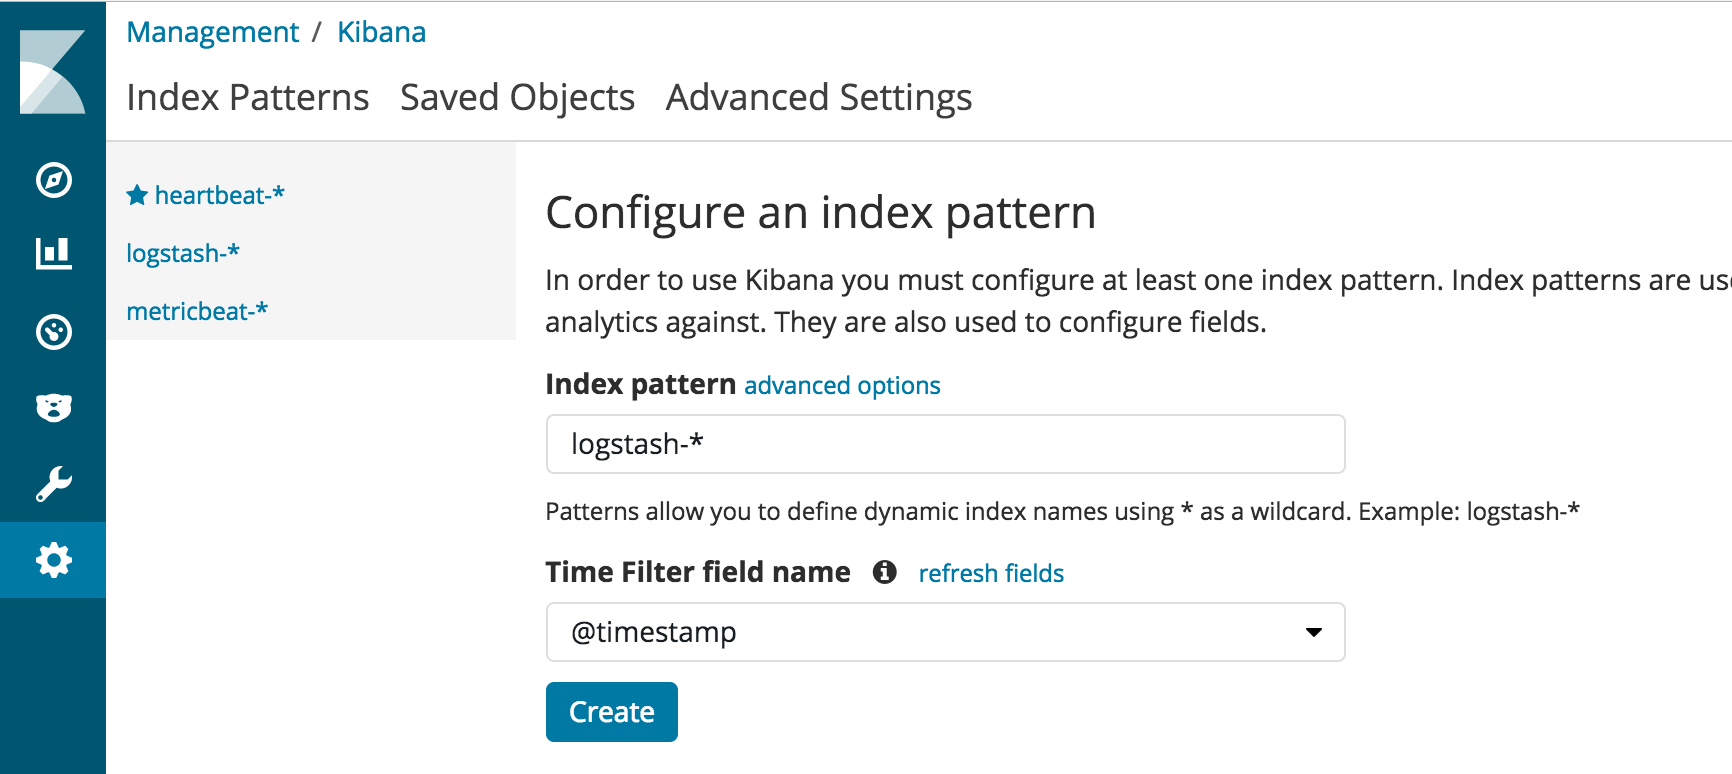 Management / Kibana
Index Patterns Saved Objects Advanced Settings
heartbeat-*
logstash-*
metricbeat-*
Configure an index pattern
In order to use Kibana you must configure at least one index pattern. Index patterns are
analytics against. They are also used to configure fields.
Index pattern advanced options
logstash-*
Patterns allow you to define dynamic index names using * as a wildcard. Example: logstash-*
Time Filter field name refresh fields
@timestamp
Create